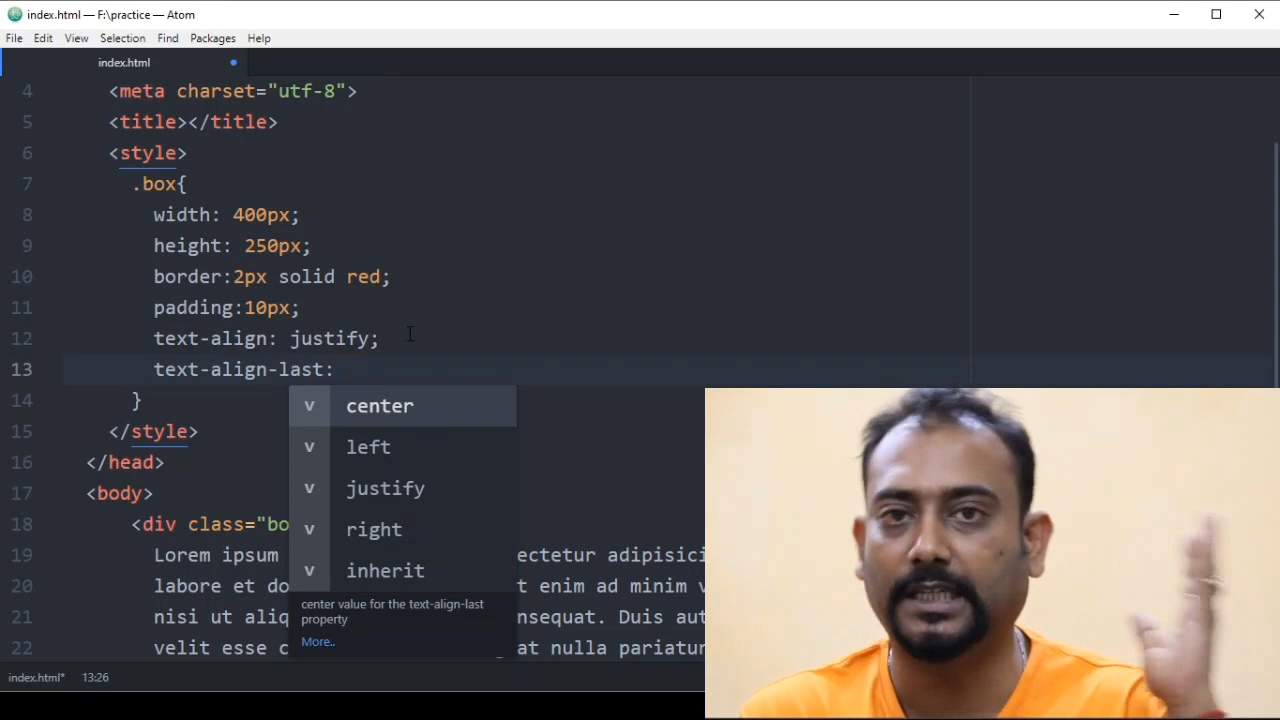 index.html — F:\practice — Atom
File Edit View Selection Find Packages Help
index.html
4 <meta charset="utf-8">
5 <title></title>
6 <style>
7 .box{
8 width: 400px;
9 height: 250px;
10 border:2px solid red;
11 padding:10px;
12 text-align: justify;
13 text-align-last:
14 }
15 </style>
16 </head>
17 <body>
18 <div class="bo
19 Lorem ipsum ectetur adipisici
20 labore et do t enim ad minim v
21 nisi ut aliq nsequat. Duis aut
22 velit esse c at nulla pariatur
v center
v left
v justify
v right
v inherit
center value for the text-align-last
property
More..
index.html* 13:26